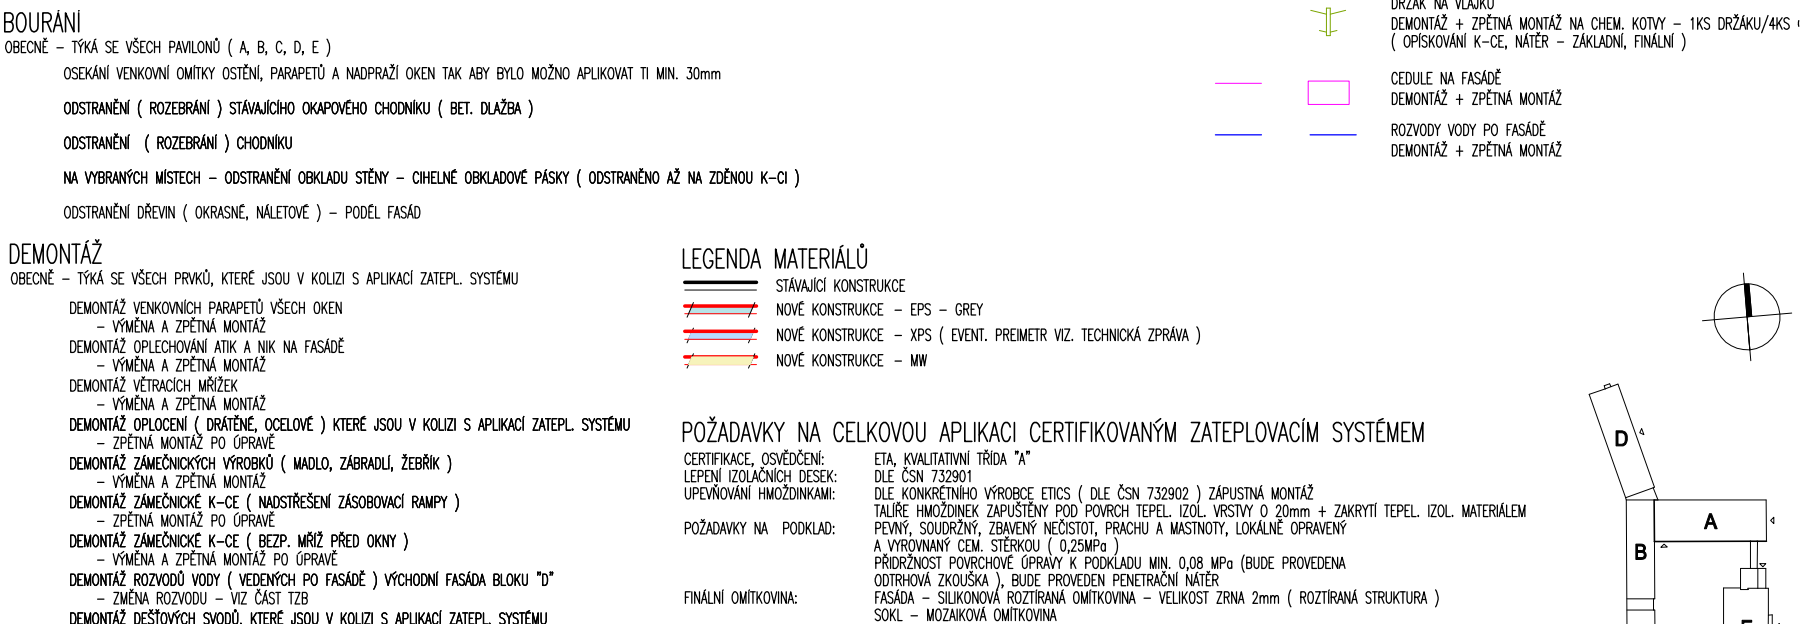 BOURÁNÍ
OBECNĚ – TÝKÁ SE VŠECH PAVILONŮ ( A, B, C, D, E )
OSEKÁNÍ VENKOVNÍ OMÍTKY OSTĚNÍ, PARAPETŮ A NADPRAŽÍ OKEN TAK ABY BYLO MOŽNO APLIKOVAT TI MIN. 30mm
ODSTRANĚNÍ ( ROZEBRÁNÍ ) STÁVAJÍCÍHO OKAPOVÉHO CHODNÍKU ( BET. DLAŽBA )
ODSTRANĚNÍ ( ROZEBRÁNÍ ) CHODNÍKU
NA VYBRANÝCH MÍSTECH – ODSTRANĚNÍ OBKLADU STĚNY – CIHELNÉ OBKLADOVÉ PÁSKY ( ODSTRANĚNO AŽ NA ZDĚNOU K-CI )
ODSTRANĚNÍ DŘEVIN ( OKRASNÉ, NÁLETOVÉ ) – PODÉL FASÁD
DEMONTÁŽ
OBECNĚ – TÝKÁ SE VŠECH PRVKŮ, KTERÉ JSOU V KOLIZI S APLIKACÍ ZATEPL. SYSTÉMU
DEMONTÁŽ VENKOVNÍCH PARAPETŮ VŠECH OKEN
– VÝMĚNA A ZPĚTNÁ MONTÁŽ
DEMONTÁŽ OPLECHOVÁNÍ ATIK A NIK NA FASÁDĚ
– VÝMĚNA A ZPĚTNÁ MONTÁŽ
DEMONTÁŽ VĚTRACÍCH MŘÍŽEK
– VÝMĚNA A ZPĚTNÁ MONTÁŽ
DEMONTÁŽ OPLOCENÍ ( DRÁTĚNÉ, OCELOVÉ ) KTERÉ JSOU V KOLIZI S APLIKACÍ ZATEPL. SYSTÉMU
– ZPĚTNÁ MONTÁŽ PO ÚPRAVĚ
DEMONTÁŽ ZÁMEČNICKÝCH VÝROBKŮ ( MADLO, ZÁBRADLÍ, ŽEBŘÍK )
– VÝMĚNA A ZPĚTNÁ MONTÁŽ
DEMONTÁŽ ZÁMEČNICKÉ K-CE ( NADSTŘEŠENÍ ZÁSOBOVACÍ RAMPY )
– ZPĚTNÁ MONTÁŽ PO ÚPRAVĚ
DEMONTÁŽ ZÁMEČNICKÉ K-CE ( BEZP. MŘÍŽ PŘED OKNY )
– VÝMĚNA A ZPĚTNÁ MONTÁŽ PO ÚPRAVĚ
DEMONTÁŽ ROZVODŮ VODY ( VEDENÝCH PO FASÁDĚ ) VÝCHODNÍ FASÁDA BLOKU "D"
– ZMĚNA ROZVODU – VIZ ČÁST TZB
DEMONTÁŽ DEŠŤOVÝCH SVODŮ, KTERÉ JSOU V KOLIZI S APLIKACÍ ZATEPL. SYSTÉMU
LEGENDA MATERIÁLŮ
STÁVAJÍCÍ KONSTRUKCE
NOVÉ KONSTRUKCE – EPS – GREY
NOVÉ KONSTRUKCE – XPS ( EVENT. PREIMETR VIZ. TECHNICKÁ ZPRÁVA )
NOVÉ KONSTRUKCE – MW
POŽADAVKY NA CELKOVOU APLIKACI CERTIFIKOVANÝM ZATEPLOVACÍM SYSTÉMEM
CERTIFIKACE, OSVĚDČENÍ: ETA, KVALITATIVNÍ TŘÍDA "A"
LEPENÍ IZOLAČNÍCH DESEK: DLE ČSN 732901
UPEVŇOVÁNÍ HMOŽDINKAMI: DLE KONKRÉTNÍHO VÝROBCE ETICS ( DLE ČSN 732902 ) ZÁPUSTNÁ MONTÁŽ
TALÍŘE HMOŽDINEK ZAPUŠTĚNY POD POVRCH TEPEL. IZOL. VRSTVY O 20mm + ZAKRYTÍ TEPEL. IZOL. MATERIÁLEM
POŽADAVKY NA PODKLAD: PEVNÝ, SOUDRŽNÝ, ZBAVENÝ NEČISTOT, PRACHU A MASTNOTY, LOKÁLNĚ OPRAVENÝ
A VYROVNANÝ CEM. STĚRKOU ( 0,25MPa )
PŘÍDRŽNOST POVRCHOVÉ ÚPRAVY K PODKLADU MIN. 0,08 MPa (BUDE PROVEDENA
ODTRHOVÁ ZKOUŠKA ), BUDE PROVEDEN PENETRAČNÍ NÁTĚR
FINÁLNÍ OMÍTKOVINA: FASÁDA – SILIKONOVÁ ROZTÍRANÁ OMÍTKOVINA – VELIKOST ZRNA 2mm ( ROZTÍRANÁ STRUKTURA )
SOKL – MOZAIKOVÁ OMÍTKOVINA
DRŽÁK NA VLAJKU
DEMONTÁŽ + ZPĚTNÁ MONTÁŽ NA CHEM. KOTVY – 1KS DRŽÁKU/4KS
( OPÍSKOVÁNÍ K-CE, NÁTĚR – ZÁKLADNÍ, FINÁLNÍ )
CEDULE NA FASÁDĚ
DEMONTÁŽ + ZPĚTNÁ MONTÁŽ
ROZVODY VODY PO FASÁDĚ
DEMONTÁŽ + ZPĚTNÁ MONTÁŽ
D
A
B